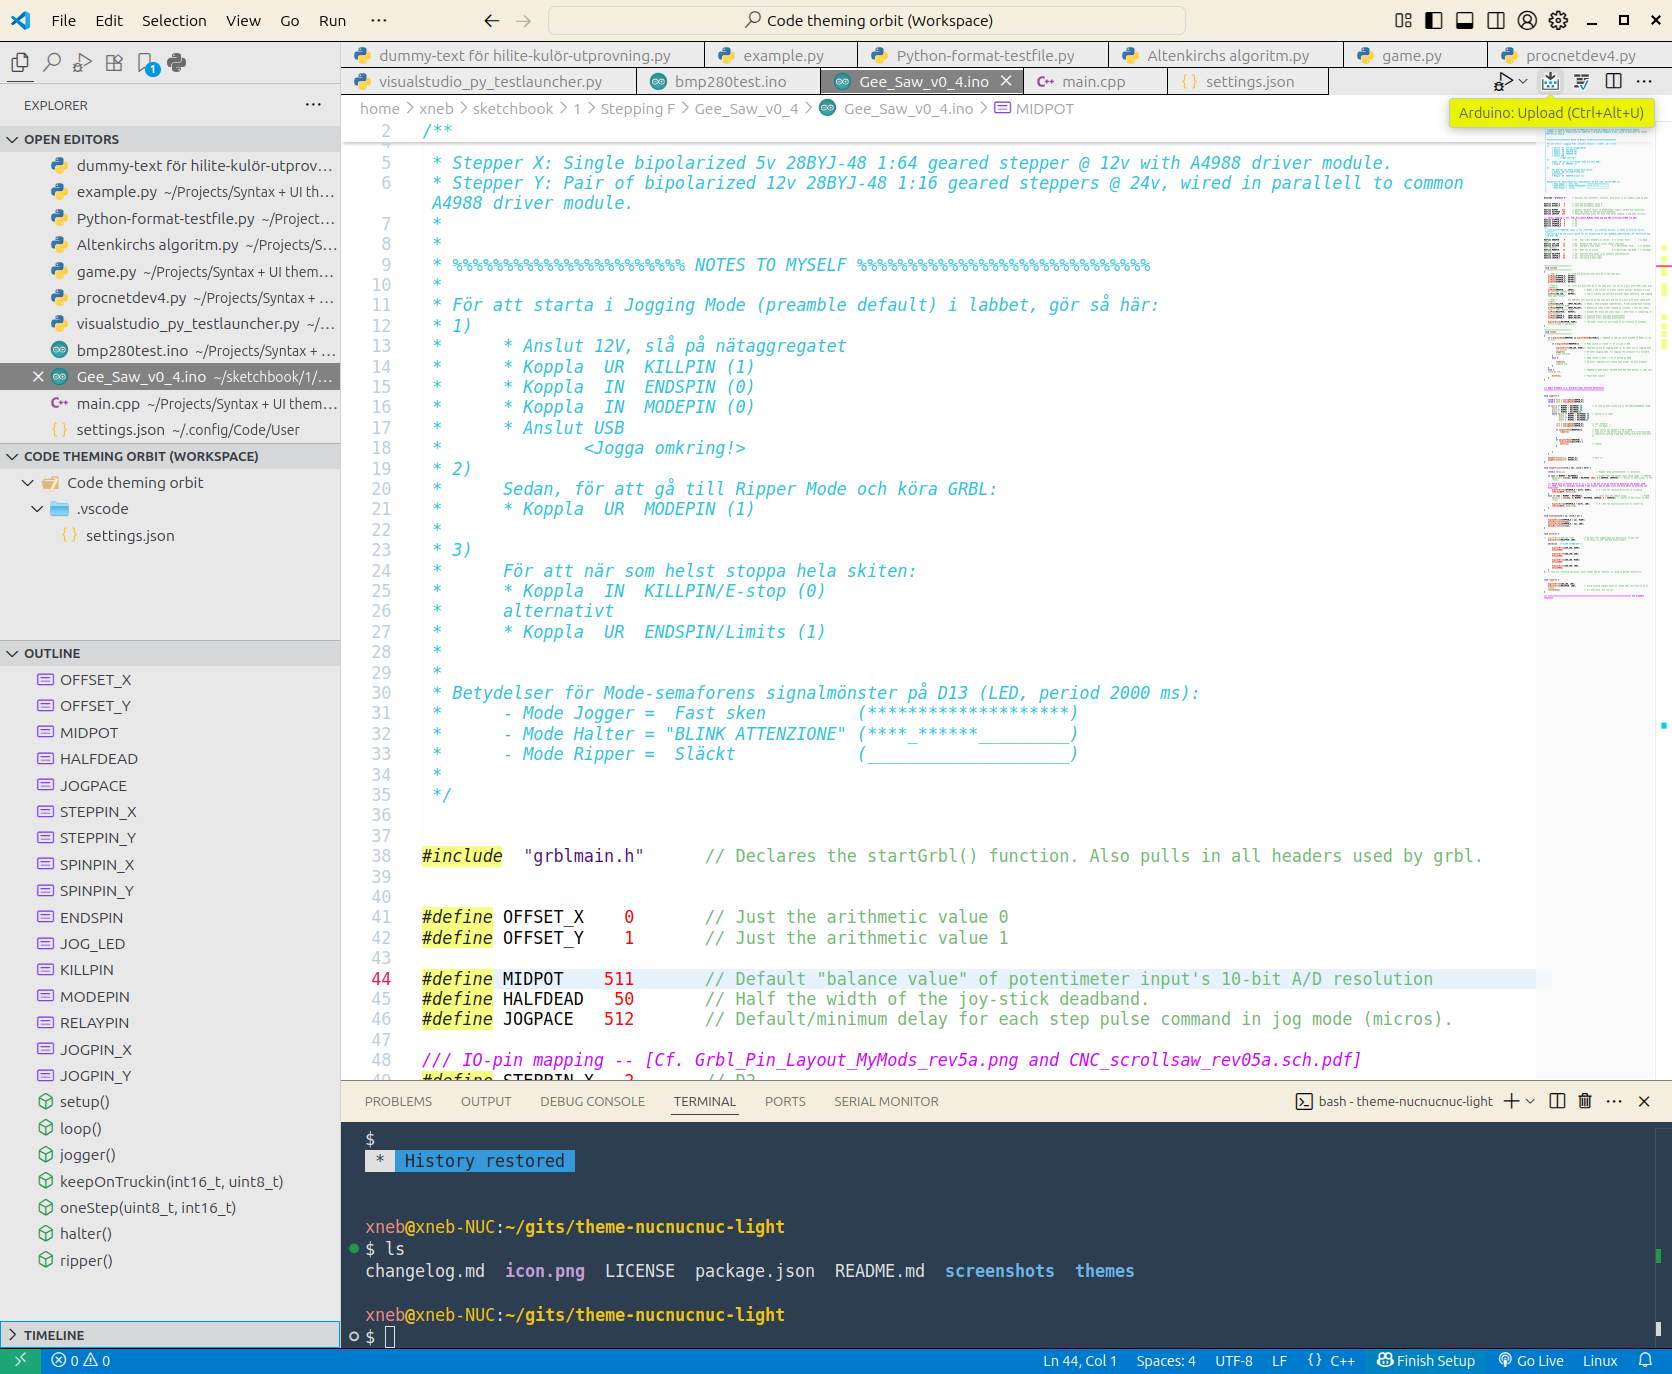 File Edit Selection View Go Run ··· Code theming orbit (Workspace)
dummy-text för hilite-kulör-utprovning.py example.py Python-format-testfile.py Altenkirchs algoritm.py game.py procnetdev4.py
1
visualstudio_py_testlauncher.py bmp280test.ino Gee_Saw_v0_4.ino main.cpp settings.json
EXPLORER
home > xneb > sketchbook > 1 > Stepping F > Gee_Saw_v0_4 > Gee_Saw_v0_4.ino > MIDPOT
Arduino: Upload (Ctrl+Alt+U)
OPEN EDITORS
dummy-text för hilite-kulör-utprov...
example.py ~/Projects/Syntax + UI th...
Python-format-testfile.py ~/Project...
Altenkirchs algoritm.py ~/Projects/S...
game.py ~/Projects/Syntax + UI them...
procnetdev4.py ~/Projects/Syntax + ...
visualstudio_py_testlauncher.py ~/...
bmp280test.ino ~/Projects/Syntax + ...
Gee_Saw_v0_4.ino ~/sketchbook/1/...
main.cpp ~/Projects/Syntax + UI them...
settings.json ~/.config/Code/User
CODE THEMING ORBIT (WORKSPACE)
Code theming orbit
.vscode
settings.json
OUTLINE
OFFSET_X
OFFSET_Y
MIDPOT
HALFDEAD
JOGPACE
STEPPIN_X
STEPPIN_Y
SPINPIN_X
SPINPIN_Y
ENDSPIN
JOG_LED
KILLPIN
MODEPIN
RELAYPIN
JOGPIN_X
JOGPIN_Y
setup()
loop()
jogger()
keepOnTruckin(int16_t, uint8_t)
oneStep(uint8_t, int16_t)
halter()
ripper()
TIMELINE
2 /**
5 * Stepper X: Single bipolarized 5v 28BYJ-48 1:64 geared stepper @ 12v with A4988 driver module.
6 * Stepper Y: Pair of bipolarized 12v 28BYJ-48 1:16 geared steppers @ 24v, wired in parallell to common
A4988 driver module.
7 *
8 *
9 * %%%%%%%%%%%%%%%%%%%%%%% NOTES TO MYSELF %%%%%%%%%%%%%%%%%%%%%%%%%%%%%
10 *
11 * För att starta i Jogging Mode (preamble default) i labbet, gör så här:
12 * 1)
13 * * Anslut 12V, slå på nätaggregatet
14 * * Koppla UR KILLPIN (1)
15 * * Koppla IN ENDSPIN (0)
16 * * Koppla IN MODEPIN (0)
17 * * Anslut USB
18 * <Jogga omkring!>
19 * 2)
20 * Sedan, för att gå till Ripper Mode och köra GRBL:
21 * * Koppla UR MODEPIN (1)
22 *
23 * 3)
24 * För att när som helst stoppa hela skiten:
25 * * Koppla IN KILLPIN/E-stop (0)
26 * alternativt
27 * * Koppla UR ENDSPIN/Limits (1)
28 *
29 *
30 * Betydelser för Mode-semaforens signalmönster på D13 (LED, period 2000 ms):
31 * - Mode Jogger = Fast sken (********************)
32 * - Mode Halter = "BLINK ATTENZIONE" (****_******_________)
33 * - Mode Ripper = Släckt (____________________)
34 *
35 */
36
37
38 #include "grblmain.h" // Declares the startGrbl() function. Also pulls in all headers used by grbl.
39
40
41 #define OFFSET_X 0 // Just the arithmetic value 0
42 #define OFFSET_Y 1 // Just the arithmetic value 1
43
44 #define MIDPOT 511 // Default "balance value" of potentimeter input's 10-bit A/D resolution
45 #define HALFDEAD 50 // Half the width of the joy-stick deadband.
46 #define JOGPACE 512 // Default/minimum delay for each step pulse command in jog mode (micros).
47
48 /// IO-pin mapping -- [Cf. Grbl_Pin_Layout_MyMods_rev5a.png and CNC_scrollsaw_rev05a.sch.pdf]
49 #define STEPPIN_X 2 // D2
PROBLEMS OUTPUT DEBUG CONSOLE TERMINAL PORTS SERIAL MONITOR bash - theme-nucnucnuc-light
$
* History restored
xneb@xneb-NUC:~/gits/theme-nucnucnuc-light
$ ls
changelog.md icon.png LICENSE package.json README.md screenshots themes
xneb@xneb-NUC:~/gits/theme-nucnucnuc-light
$
0 0 Ln 44, Col 1 Spaces: 4 UTF-8 LF {} C++ Finish Setup Go Live Linux